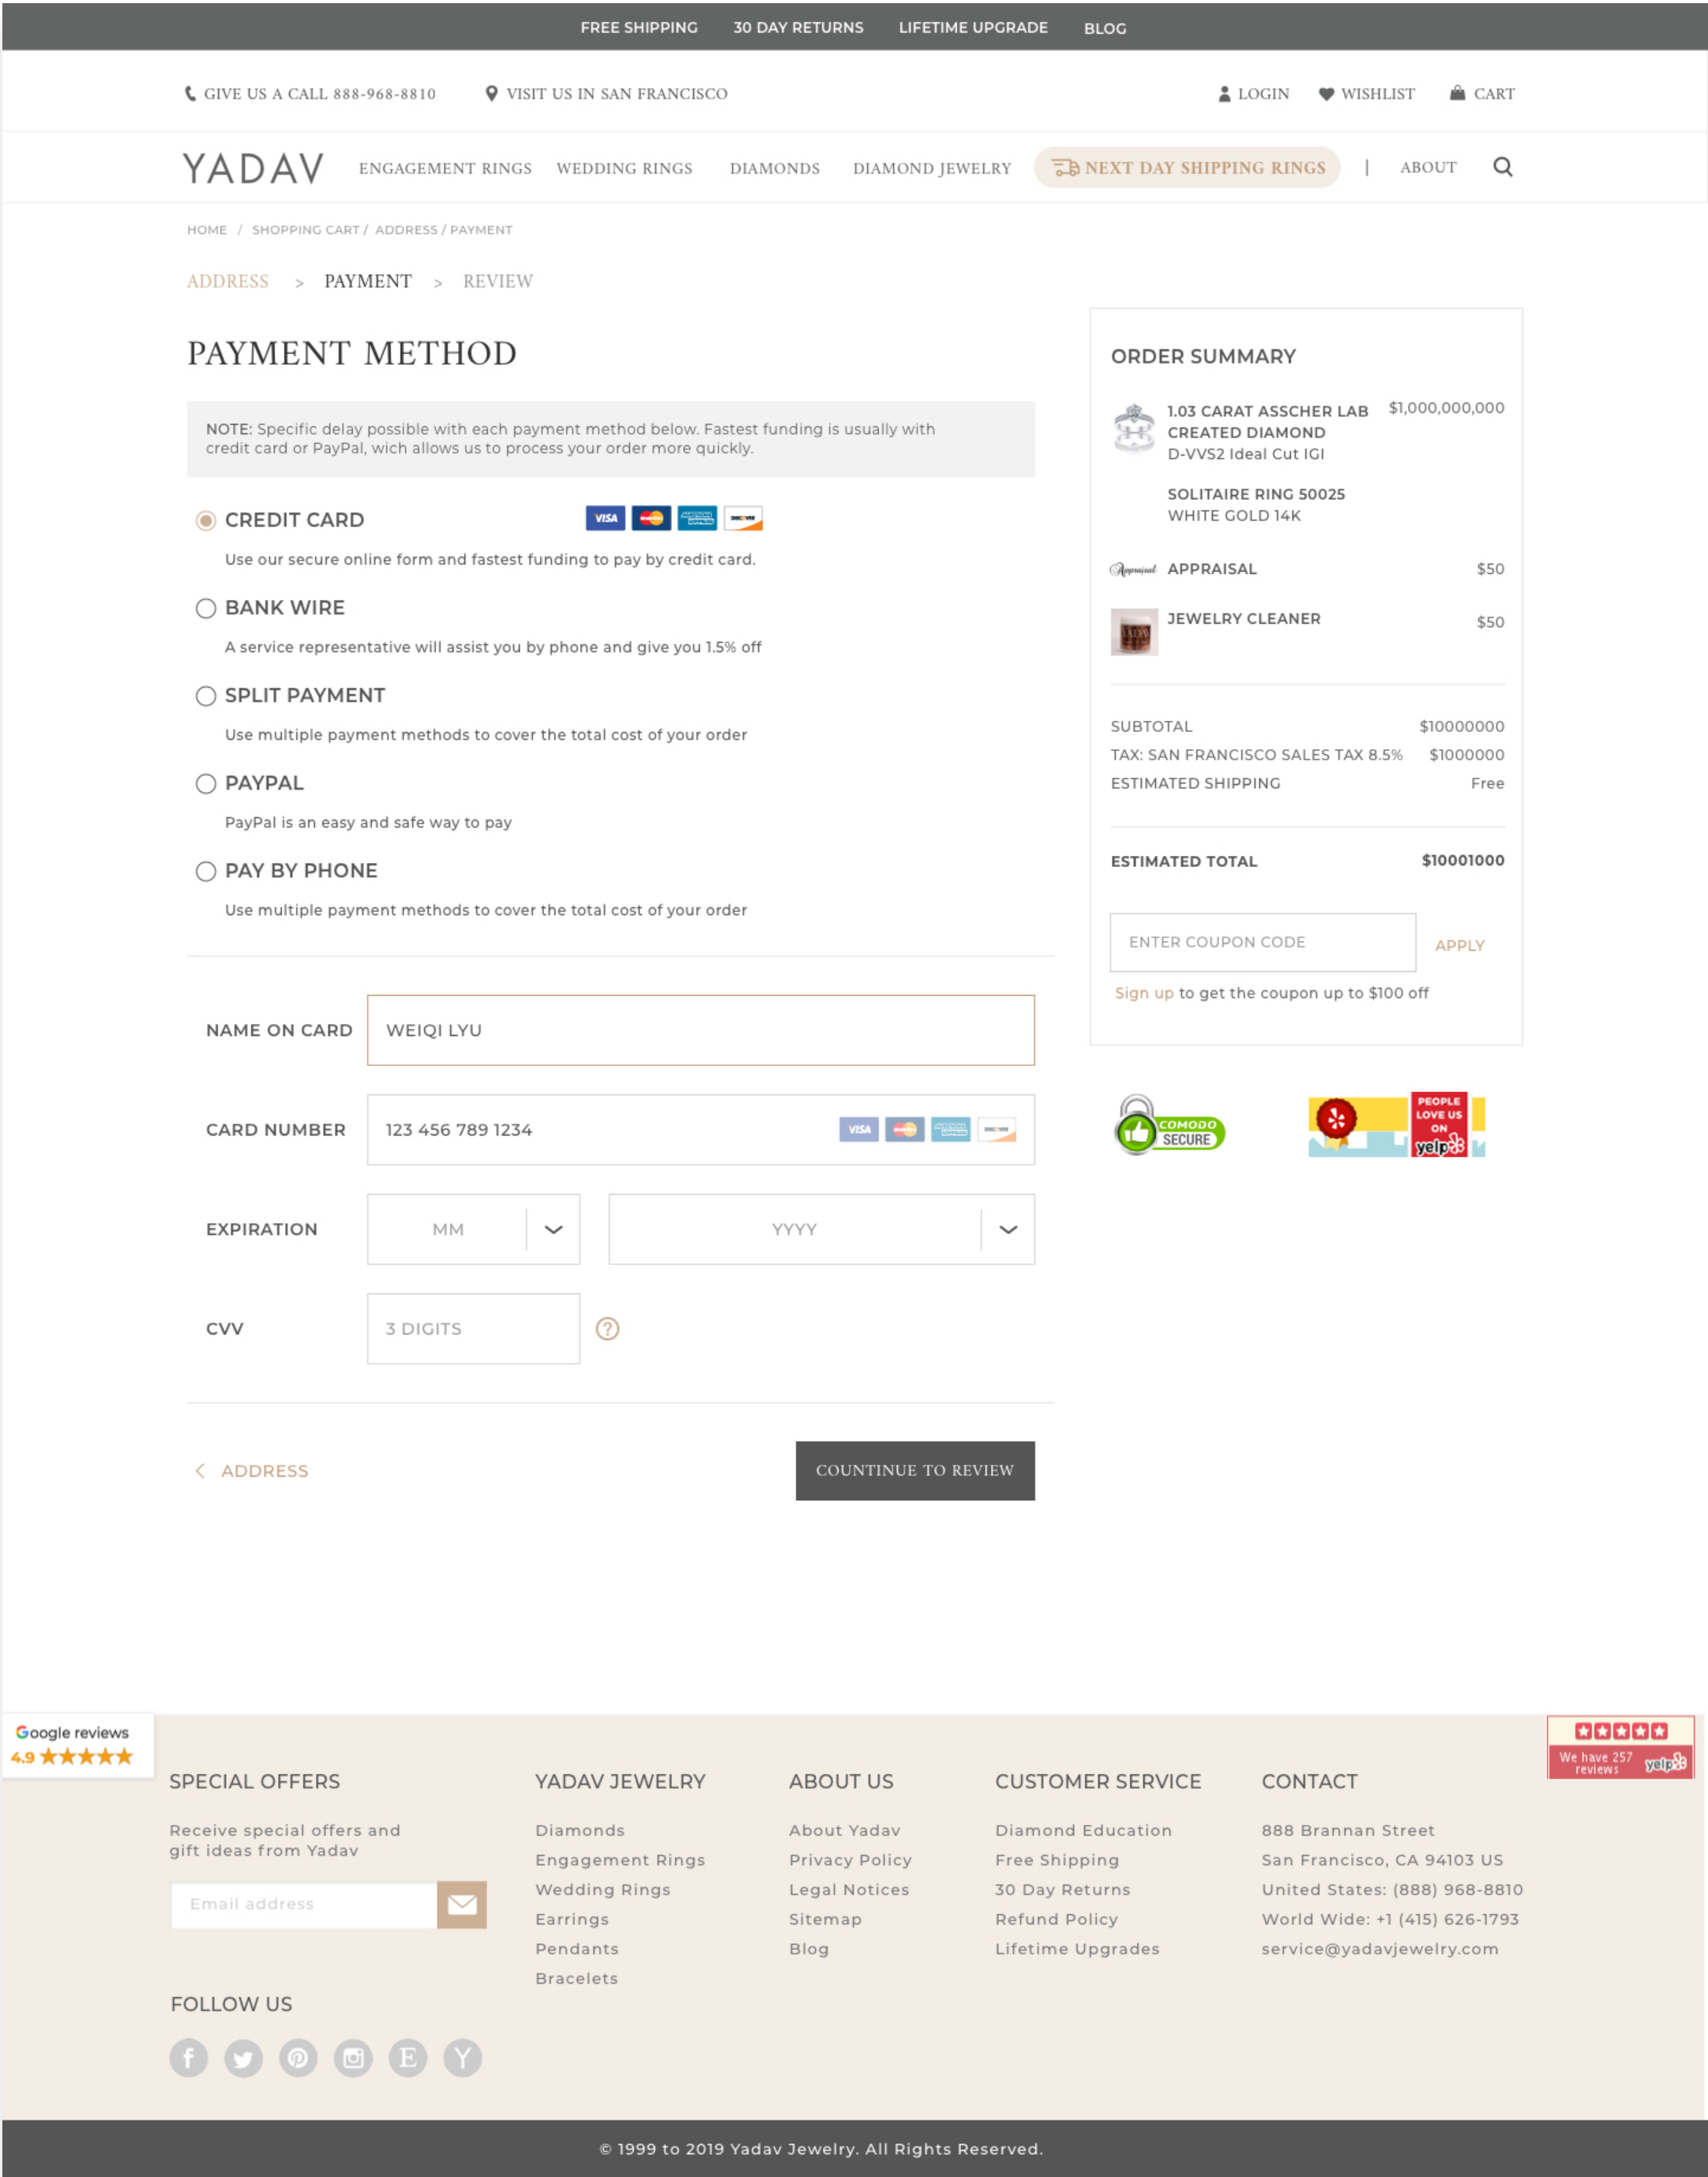 FREE SHIPPING 30 DAY RETURNS LIFETIME UPGRADE BLOG
GIVE US A CALL 888-968-8810 VISIT US IN SAN FRANCISCO LOGIN WISHLIST CART
YADAV ENGAGEMENT RINGS WEDDING RINGS DIAMONDS DIAMOND JEWELRY NEXT DAY SHIPPING RINGS | ABOUT
HOME / SHOPPING CART / ADDRESS / PAYMENT
ADDRESS > PAYMENT > REVIEW
PAYMENT METHOD
NOTE: Specific delay possible with each payment method below. Fastest funding is usually with
credit card or PayPal, wich allows us to process your order more quickly.
CREDIT CARD VISA DISCOVER
Use our secure online form and fastest funding to pay by credit card.
BANK WIRE
A service representative will assist you by phone and give you 1.5% off
SPLIT PAYMENT
Use multiple payment methods to cover the total cost of your order
PAYPAL
PayPal is an easy and safe way to pay
PAY BY PHONE
Use multiple payment methods to cover the total cost of your order
NAME ON CARD WEIQI LYU
CARD NUMBER 123 456 789 1234 VISA DISCOVER
EXPIRATION MM YYYY
CVV 3 DIGITS ?
ADDRESS COUNTINUE TO REVIEW
ORDER SUMMARY
1.03 CARAT ASSCHER LAB $1,000,000,000
CREATED DIAMOND
D-VVS2 Ideal Cut IGI
SOLITAIRE RING 50025
WHITE GOLD 14K
Appraisal APPRAISAL $50
YADAV JEWELRY CLEANER $50
SUBTOTAL $10000000
TAX: SAN FRANCISCO SALES TAX 8.5% $1000000
ESTIMATED SHIPPING Free
ESTIMATED TOTAL $10001000
ENTER COUPON CODE APPLY
Sign up to get the coupon up to $100 off
COMODO
SECURE
PEOPLE
LOVE US
ON
yelp
Google reviews
4.9
We have 257
reviews yelp
SPECIAL OFFERS
Receive special offers and
gift ideas from Yadav
Email address
FOLLOW US
YADAV JEWELRY
Diamonds
Engagement Rings
Wedding Rings
Earrings
Pendants
Bracelets
ABOUT US
About Yadav
Privacy Policy
Legal Notices
Sitemap
Blog
CUSTOMER SERVICE
Diamond Education
Free Shipping
30 Day Returns
Refund Policy
Lifetime Upgrades
CONTACT
888 Brannan Street
San Francisco, CA 94103 US
United States: (888) 968-8810
World Wide: +1 (415) 626-1793
service@yadavjewelry.com
© 1999 to 2019 Yadav Jewelry. All Rights Reserved.